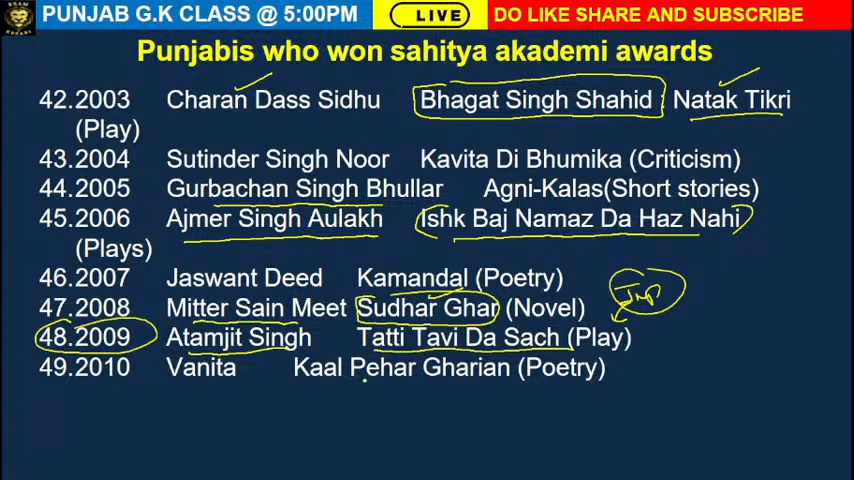 PUNJAB G.K CLASS @ 5:00PM LIVE DO LIKE SHARE AND SUBSCRIBE
Punjabis who won sahitya akademi awards
42.2003 Charan Dass Sidhu Bhagat Singh Shahid Natak Tikri
(Play)
43.2004 Sutinder Singh Noor Kavita Di Bhumika (Criticism)
44.2005 Gurbachan Singh Bhullar Agni-Kalas(Short stories)
45.2006 Ajmer Singh Aulakh Ishk Baj Namaz Da Haz Nahi
(Plays)
46.2007 Jaswant Deed Kamandal (Poetry)
47.2008 Mitter Sain Meet Sudhar Ghar (Novel)
48.2009 Atamjit Singh Tatti Tavi Da Sach (Play)
49.2010 Vanita Kaal Pehar Gharian (Poetry)